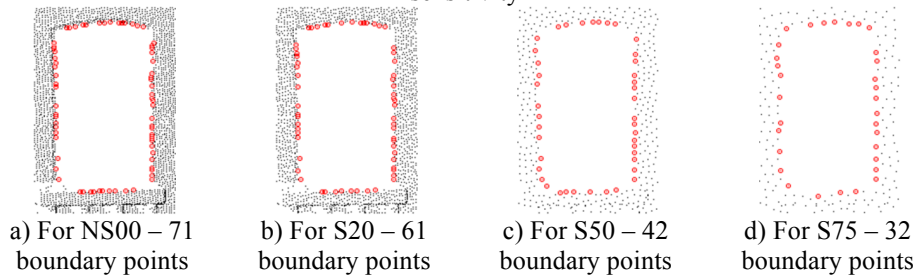 a) For NS00 – 71
boundary points
b) For S20 – 61
boundary points
c) For S50 – 42
boundary points
d) For S75 – 32
boundary points